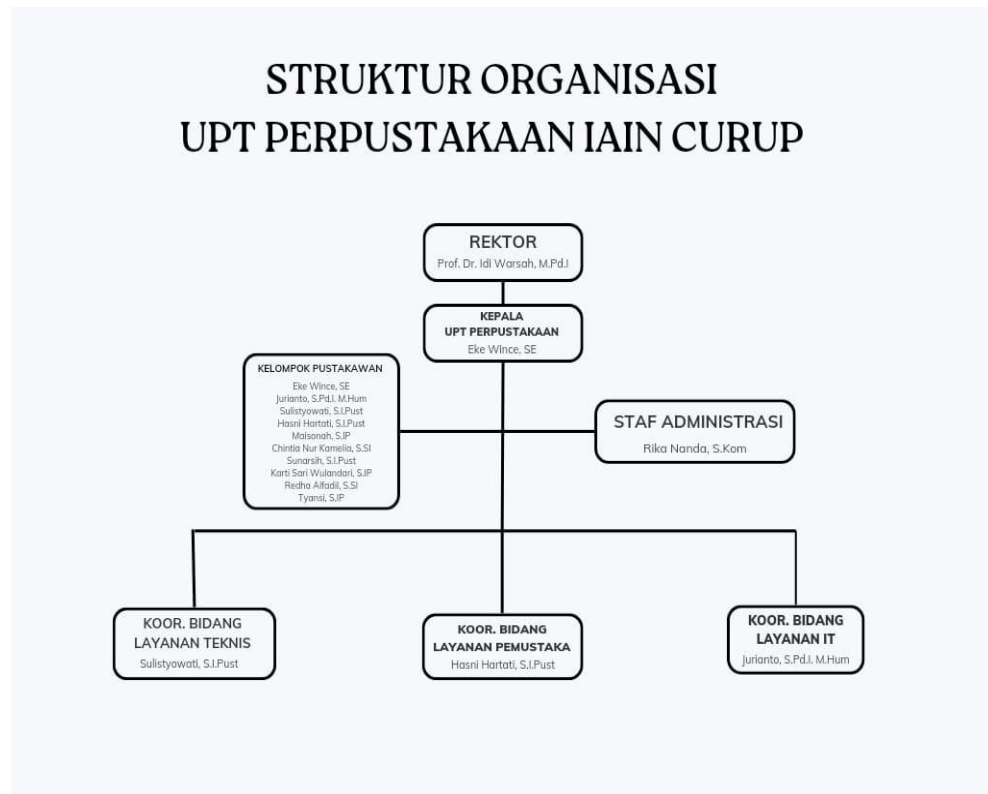 STRUKTUR ORGANISASI
UPT PERPUSTAKAAN IAIN CURUP
REKTOR
Prof. Dr. Idi Warsah, M.Pd.I
KEPALA
UPT PERPUSTAKAAN
Eke Wince, SE
KELOMPOK PUSTAKAWAN
Eke Wince, SE
Jurianto, S.Pd,I. M.Hum
Sulistyowati, S.I.Pust
Hasni Hartati, S.I.Pust
Maisonah, S.IP
Chintia Nur Kamelia, S.SI
Sunarsih, S.I.Pust
Karti Sari Wulandari, S.IP
Redha Alfadil, S.SI
Tyansi, S.IP
STAF ADMINISTRASI
Rika Nanda, S.Kom
KOOR. BIDANG
LAYANAN TEKNIS
Sulistyowati, S.I.Pust
KOOR. BIDANG
LAYANAN PEMUSTAKA
Hasni Hartati, S.I.Pust
KOOR. BIDANG
LAYANAN IT
Jurianto, S.Pd.I. M.Hum